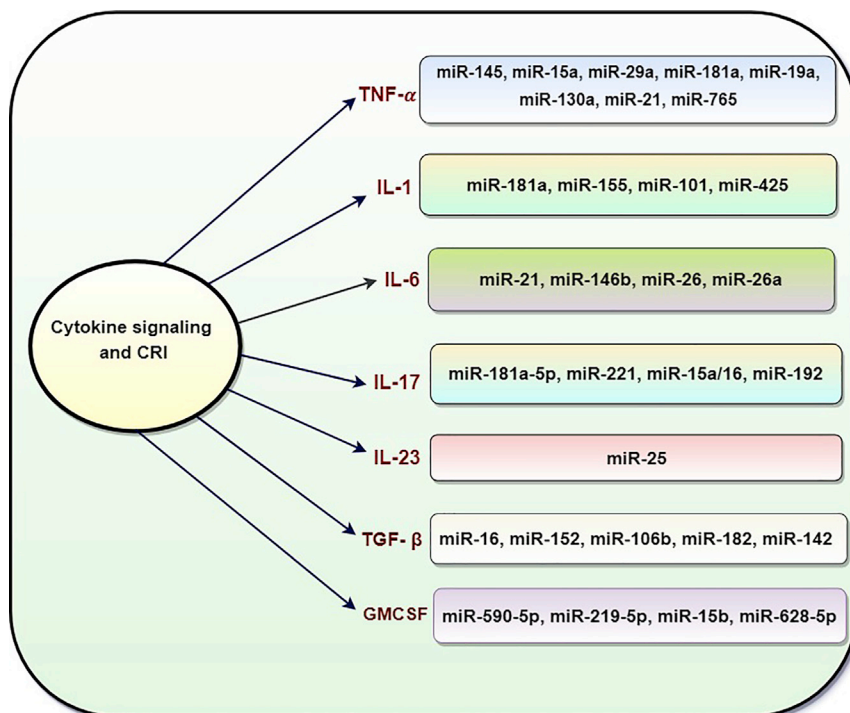 TNF-α
miR-145, miR-15a, miR-29a, miR-181a, miR-19a,
miR-130a, miR-21, miR-765
IL-1
miR-181a, miR-155, miR-101, miR-425
IL-6
miR-21, miR-146b, miR-26, miR-26a
Cytokine signaling
and CRI
IL-17
miR-181a-5p, miR-221, miR-15a/16, miR-192
IL-23
miR-25
TGF- β
miR-16, miR-152, miR-106b, miR-182, miR-142
GMCSF
miR-590-5p, miR-219-5p, miR-15b, miR-628-5p